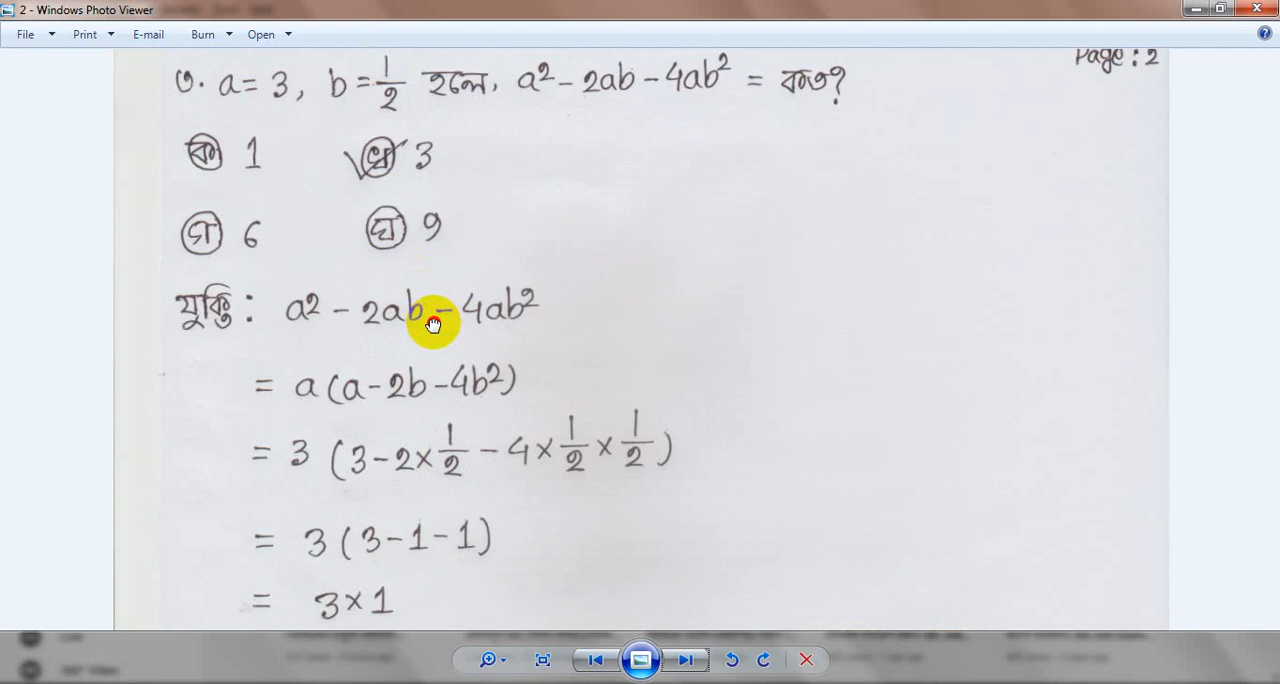 2 - Windows Photo Viewer
File Print E-mail Burn Open
Page : 2
৩. a = 3, b = 1/2 হলে, a² - 2ab - 4ab² = কত?
ক 1 খ 3
গ 6 ঘ 9
যুক্তি : a² - 2ab - 4ab²
= a (a - 2b - 4b²)
= 3 (3 - 2 × 1/2 - 4 × 1/2 × 1/2)
= 3 (3 - 1 - 1)
= 3 × 1